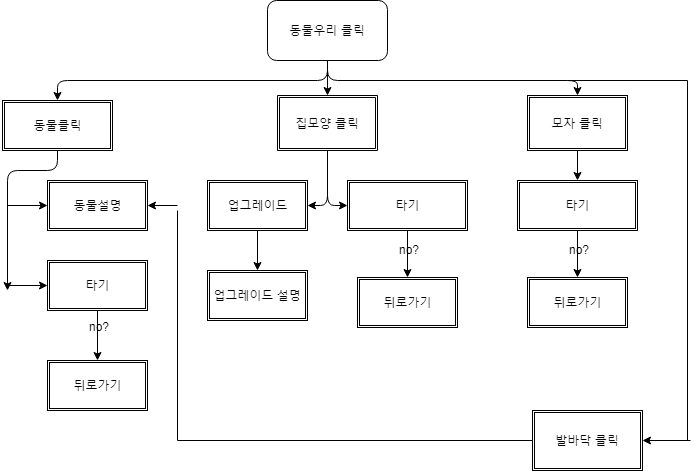 동물우리 클릭
동물클릭
집모양 클릭
모자 클릭
동물설명
업그레이드
타기
타기
no?
no?
타기
업그레이드 설명
뒤로가기
뒤로가기
no?
뒤로가기
발바닥 클릭